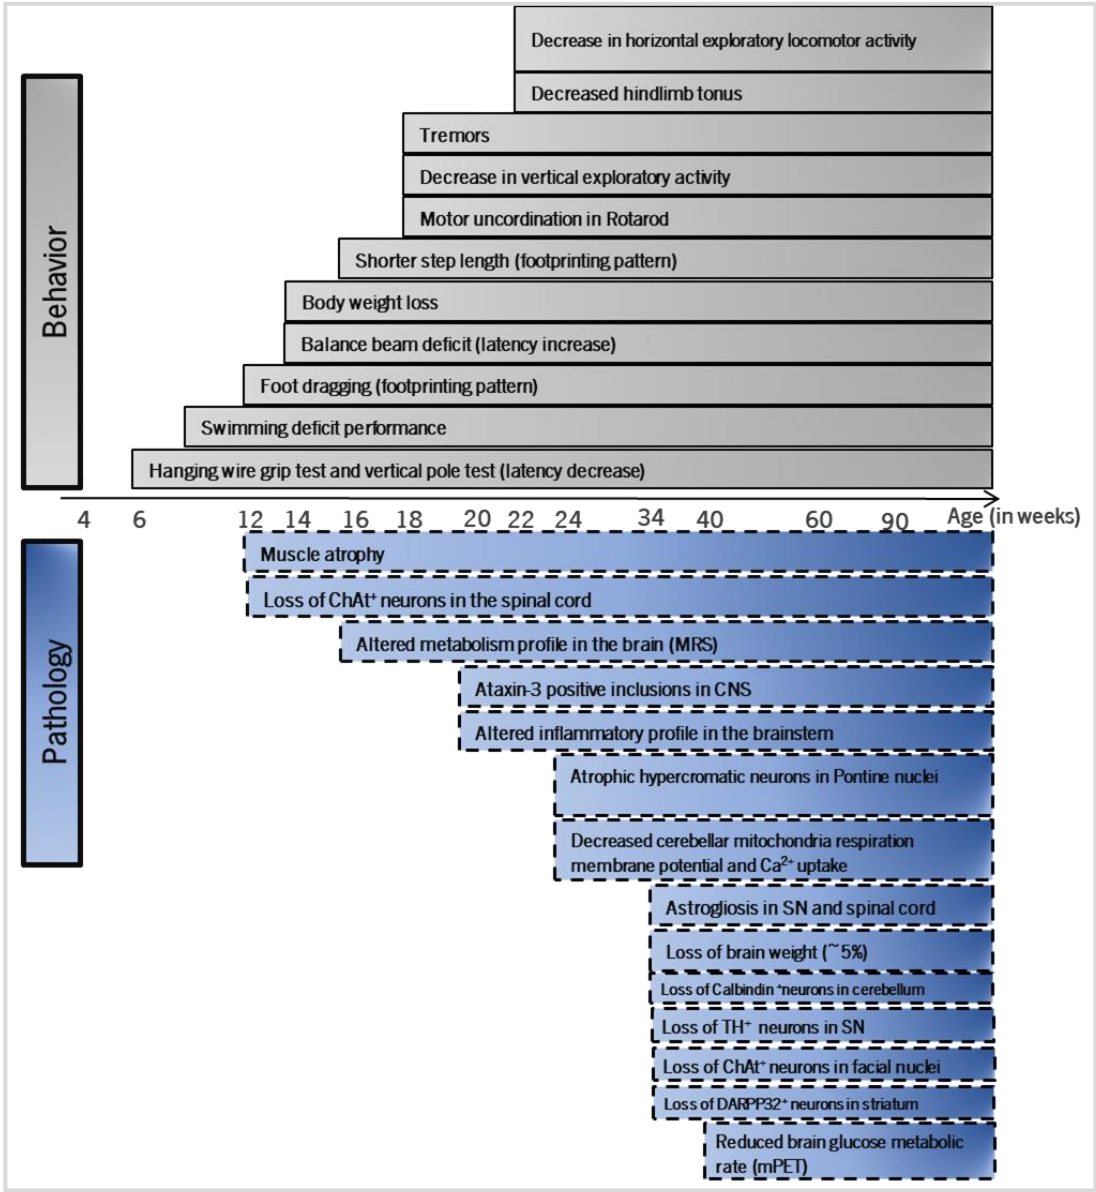 Decrease in horizontal exploratory locomotor activity
Decreased hindlimb tonus
Tremors
Decrease in vertical exploratory activity
Motor uncordination in Rotarod
Shorter step length (footprinting pattern)
Body weight loss
Balance beam deficit (latency increase)
Foot dragging (footprinting pattern)
Swimming deficit performance
Hanging wire grip test and vertical pole test (latency decrease)
Behavior
4 6 12 14 16 18 20 22 24 34 40 60 90 Age (in weeks)
Pathology
Muscle atrophy
Loss of ChAt⁺ neurons in the spinal cord
Altered metabolism profile in the brain (MRS)
Ataxin-3 positive inclusions in CNS
Altered inflammatory profile in the brainstem
Atrophic hypercromatic neurons in Pontine nuclei
Decreased cerebellar mitochondria respiration
membrane potential and Ca²⁺ uptake
Astrogliosis in SN and spinal cord
Loss of brain weight (~5%)
Loss of Calbindin ⁺neurons in cerebellum
Loss of TH⁺ neurons in SN
Loss of ChAt⁺ neurons in facial nuclei
Loss of DARPP32⁺ neurons in striatum
Reduced brain glucose metabolic
rate (mPET)